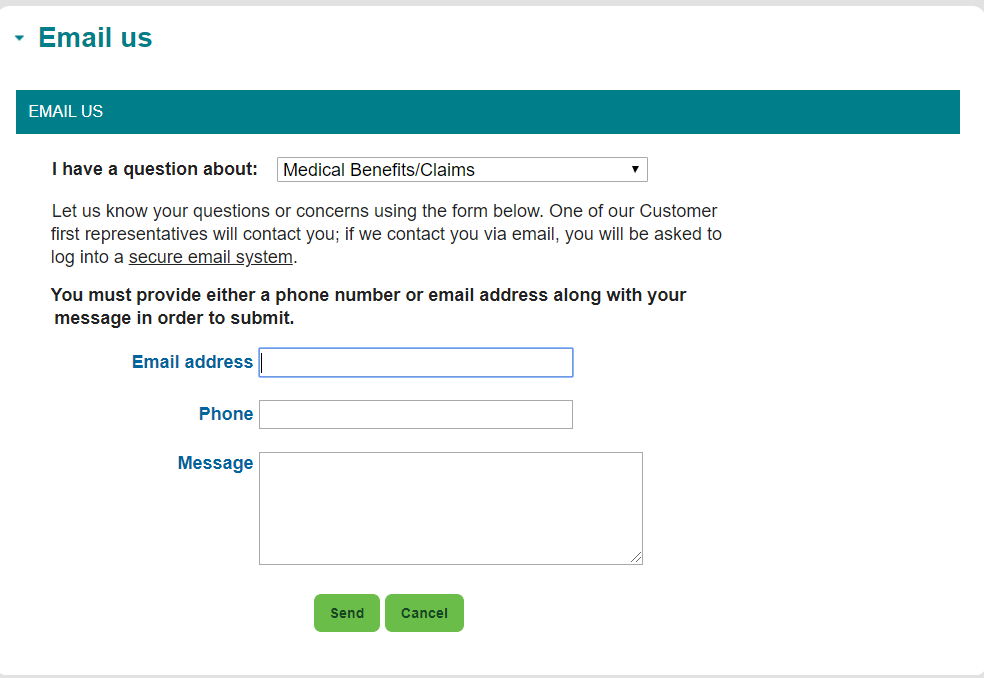 Email us
EMAIL US
I have a question about: Medical Benefits/Claims
Let us know your questions or concerns using the form below. One of our Customer
first representatives will contact you; if we contact you via email, you will be asked to
log into a secure email system.
You must provide either a phone number or email address along with your
message in order to submit.
Email address
Phone
Message
Send Cancel